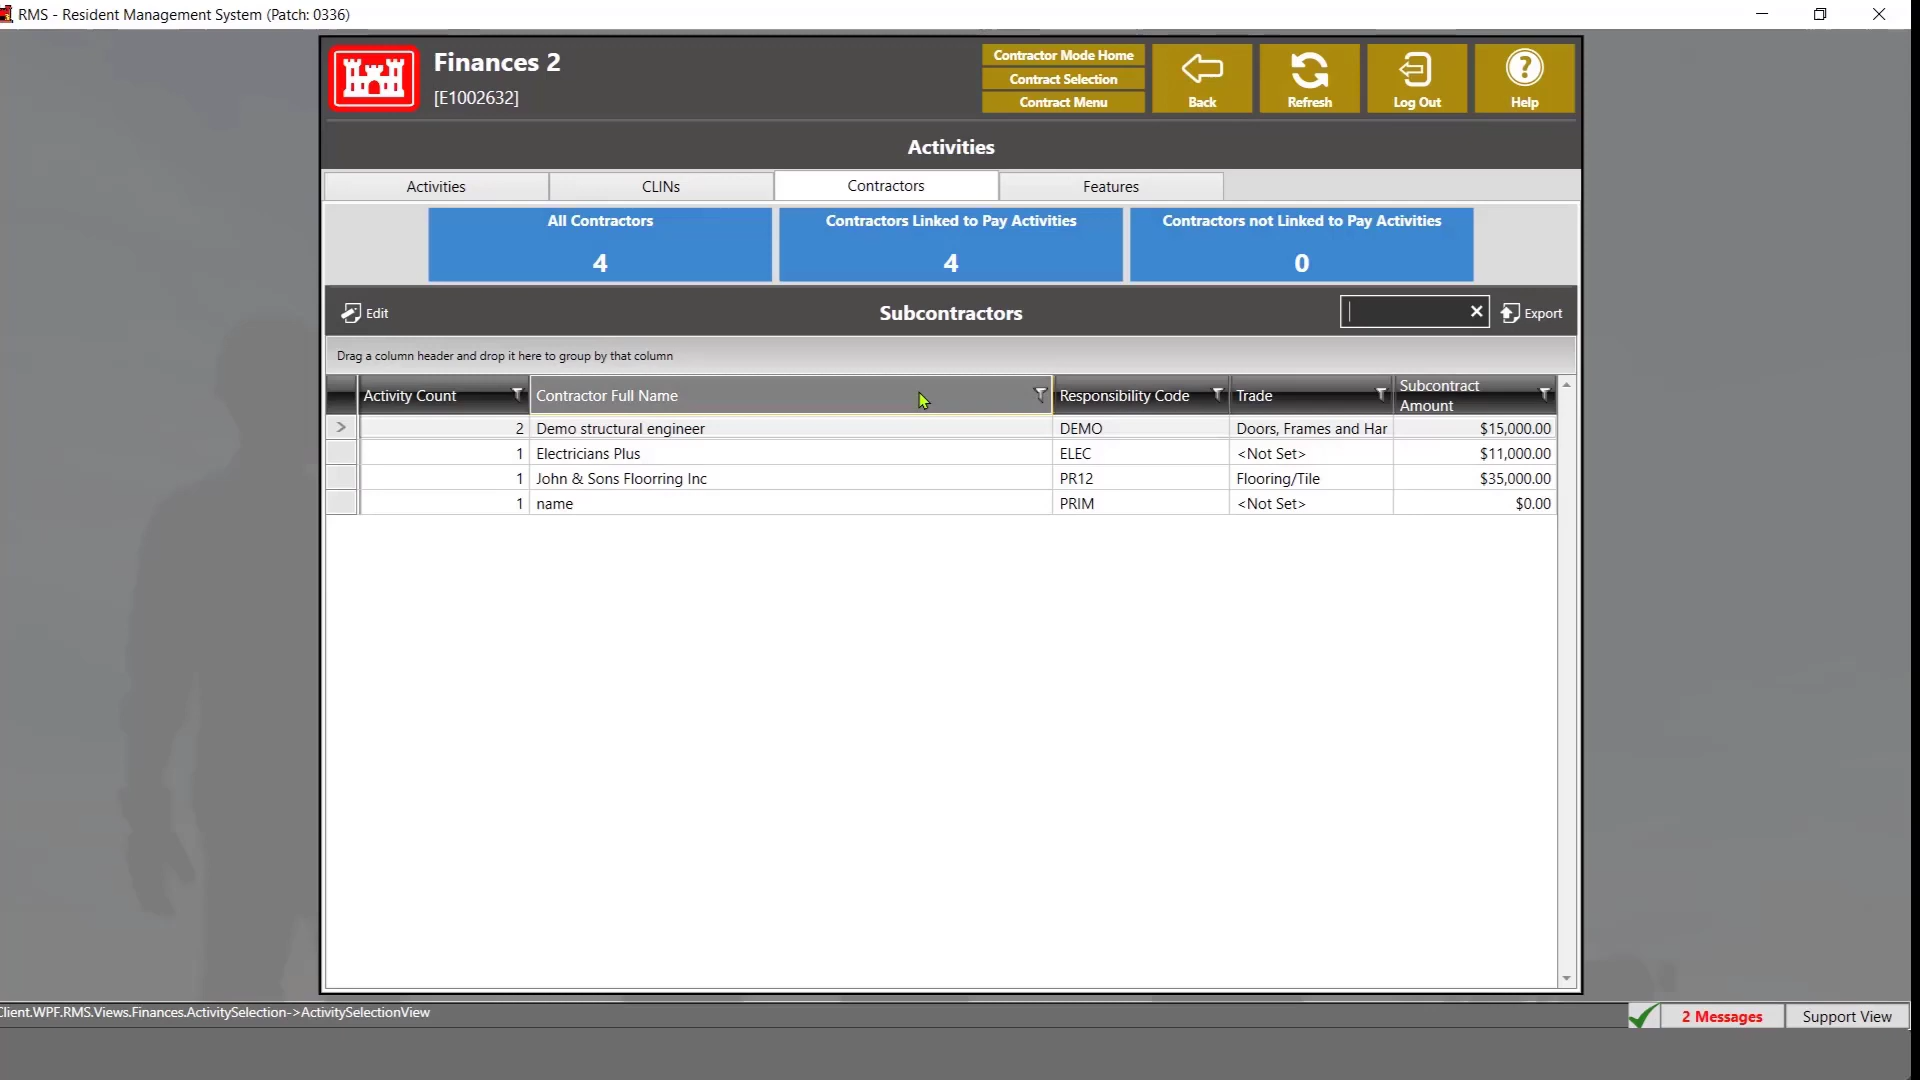 RMS - Resident Management System (Patch: 0336)
Finances 2
[E1002632]
Contractor Mode Home
Contract Selection
Contract Menu
Back
Refresh
Log Out
Help
Activities
Activities
CLINs
Contractors
Features
All Contractors
4
Contractors Linked to Pay Activities
4
Contractors not Linked to Pay Activities
0
Edit
Subcontractors
Export
Drag a column header and drop it here to group by that column
Activity Count
Contractor Full Name
Responsibility Code
Trade
Subcontract
Amount
2 Demo structural engineer DEMO Doors, Frames and Har $15,000.00
1 Electricians Plus ELEC <Not Set> $11,000.00
1 John & Sons Floorring Inc PR12 Flooring/Tile $35,000.00
1 name PRIM <Not Set> $0.00
Client.WPF.RMS.Views.Finances.ActivitySelection->ActivitySelectionView
2 Messages
Support View